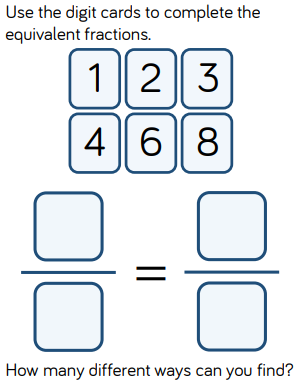 Use the digit cards to complete the
equivalent fractions.
1 2 3
4 6 8
=
How many different ways can you find?